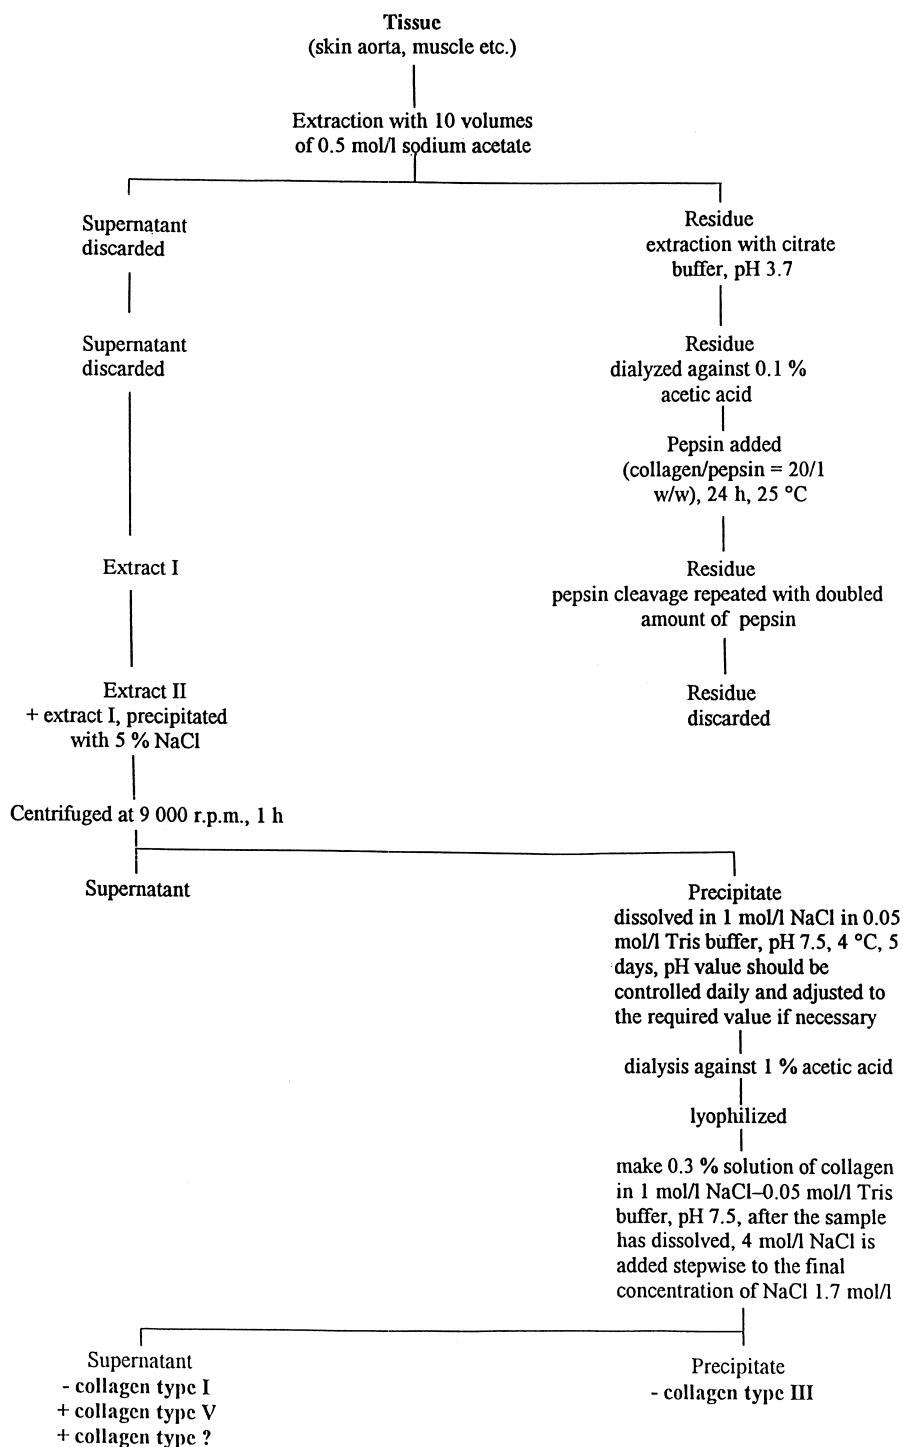 Tissue
(skin aorta, muscle etc.)
Extraction with 10 volumes
of 0.5 mol/l sodium acetate
Supernatant
discarded
Residue
extraction with citrate
buffer, pH 3.7
Supernatant
discarded
Residue
dialyzed against 0.1 %
acetic acid
Pepsin added
(collagen/pepsin = 20/1
w/w), 24 h, 25 °C
Extract I
Residue
pepsin cleavage repeated with doubled
amount of pepsin
Extract II
+ extract I, precipitated
with 5 % NaCl
Residue
discarded
Centrifuged at 9 000 r.p.m., 1 h
Supernatant
Precipitate
dissolved in 1 mol/l NaCl in 0.05
mol/l Tris buffer, pH 7.5, 4 °C, 5
days, pH value should be
controlled daily and adjusted to
the required value if necessary
dialysis against 1 % acetic acid
lyophilized
make 0.3 % solution of collagen
in 1 mol/l NaCl–0.05 mol/l Tris
buffer, pH 7.5, after the sample
has dissolved, 4 mol/l NaCl is
added stepwise to the final
concentration of NaCl 1.7 mol/l
Supernatant
- collagen type I
+ collagen type V
+ collagen type ?
Precipitate
- collagen type III